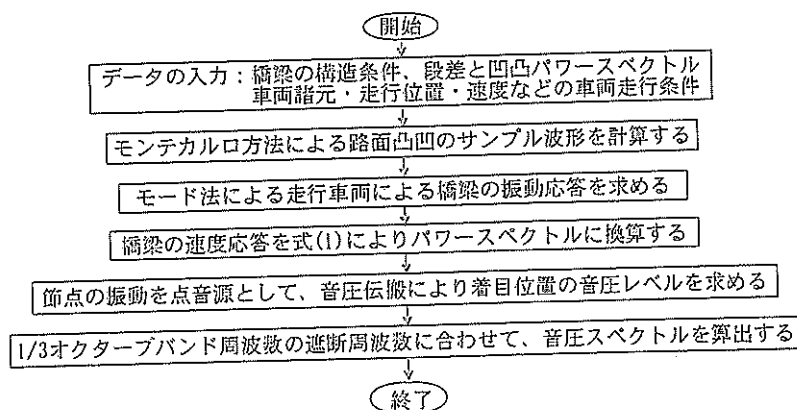 開始
データの入力：橋梁の構造条件、段差と凹凸パワースペクトル
車両諸元・走行位置・速度などの車両走行条件
モンテカルロ方法による路面凸凹のサンプル波形を計算する
モード法による走行車両による橋梁の振動応答を求める
橋梁の速度応答を式(1)によりパワースペクトルに換算する
節点の振動を点音源として、音圧伝搬により着目位置の音圧レベルを求める
1/3オクターブバンド周波数の遮断周波数に合わせて、音圧スペクトルを算出する
終了